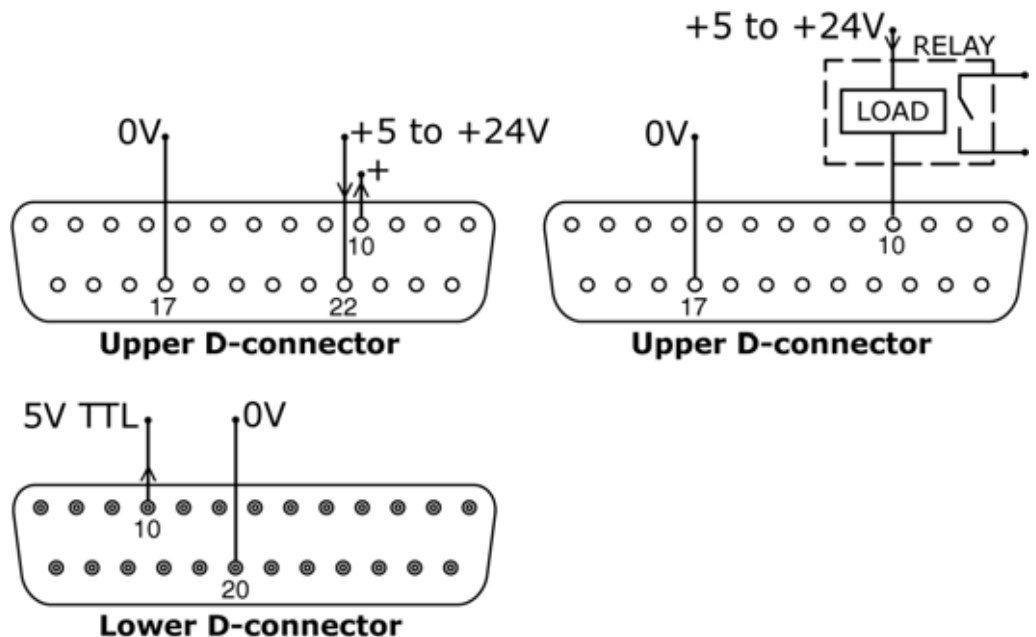 0V
+5 to +24V
+
10
17
22
Upper D-connector
+5 to +24V
RELAY
LOAD
0V
10
17
Upper D-connector
5V TTL
0V
10
20
Lower D-connector